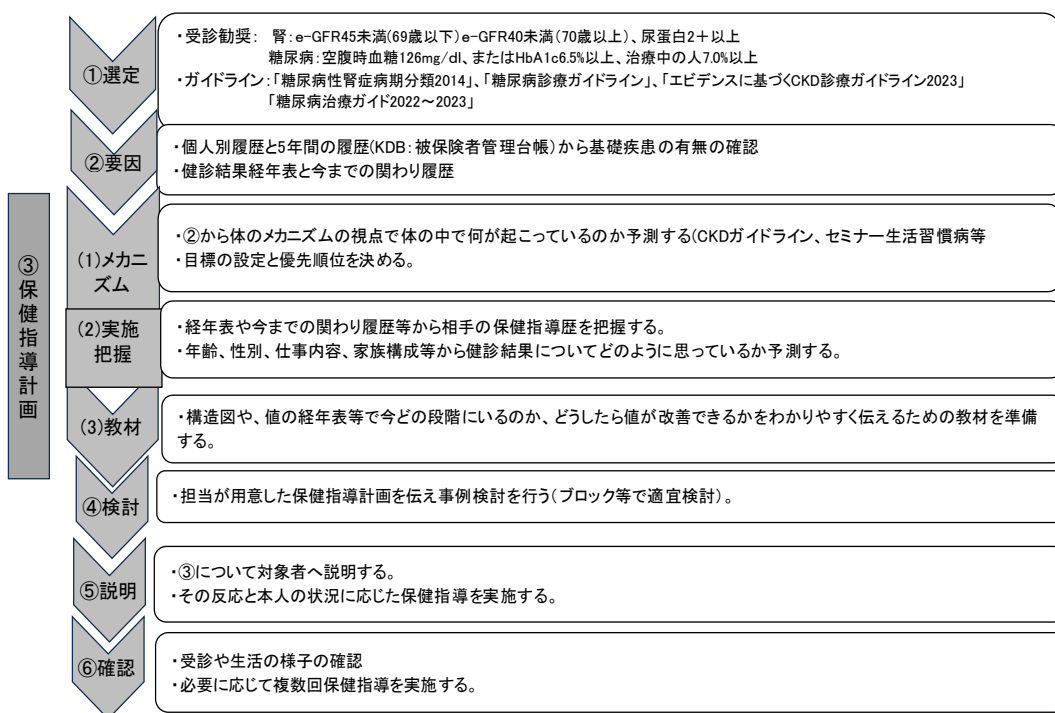 ①選定
・受診勧奨： 腎：e-GFR45未満(69歳以下)e-GFR40未満(70歳以上)、尿蛋白2＋以上
糖尿病：空腹時血糖126mg/dl、またはHbA1c6.5%以上、治療中の人7.0%以上
・ガイドライン：「糖尿病性腎症病期分類2014」、「糖尿病診療ガイドライン」、「エビデンスに基づくCKD診療ガイドライン2023」
「糖尿病治療ガイド2022～2023」
②要因
・個人別履歴と5年間の履歴(KDB：被保険者管理台帳)から基礎疾患の有無の確認
・健診結果経年表と今までの関わり履歴
③保健指導計画
(1)メカニ
ズム
・②から体のメカニズムの視点で体の中で何が起こっているのか予測する(CKDガイドライン、セミナー生活習慣病等
・目標の設定と優先順位を決める。
(2)実施
把握
・経年表や今までの関わり履歴等から相手の保健指導歴を把握する。
・年齢、性別、仕事内容、家族構成等から健診結果についてどのように思っているか予測する。
(3)教材
・構造図や、値の経年表等で今どの段階にいるのか、どうしたら値が改善できるかをわかりやすく伝えるための教材を準備
する。
④検討
・担当が用意した保健指導計画を伝え事例検討を行う(ブロック等で適宜検討)。
⑤説明
・③について対象者へ説明する。
・その反応と本人の状況に応じた保健指導を実施する。
⑥確認
・受診や生活の様子の確認
・必要に応じて複数回保健指導を実施する。